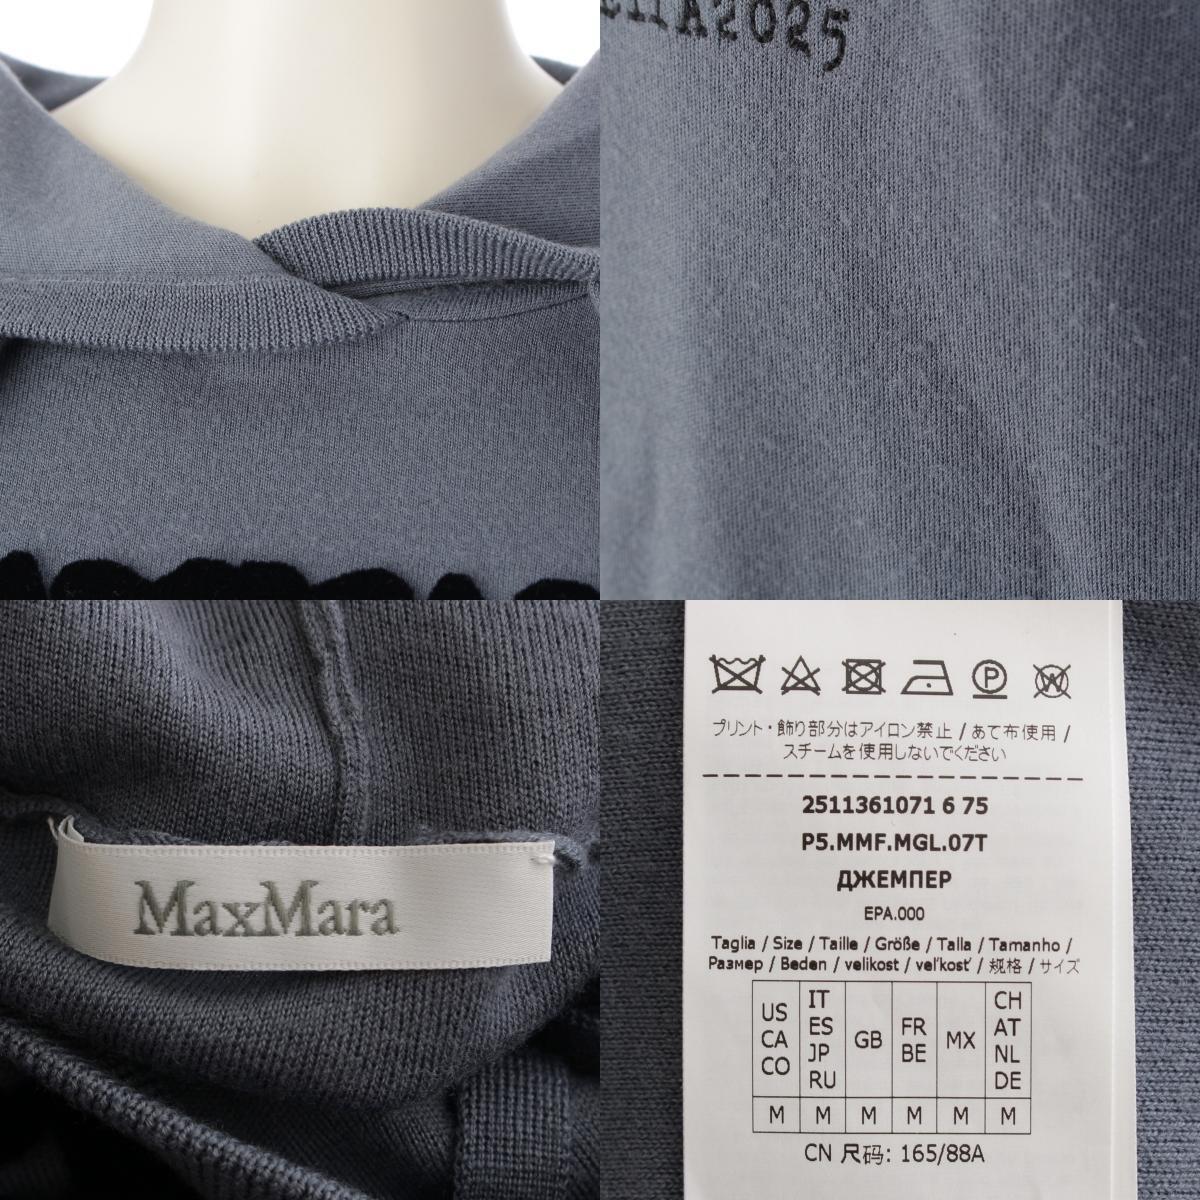 A2025
MaxMara
プリント・飾り部分はアイロン禁止 / あて布使用 /
スチームを使用しないでください
2511361071 6 75
P5.MMF.MGL.07T
ДЖЕМПЕР
EPA.000
Taglia / Size / Taille / Größe / Talla / Tamanho /
Размер / Beden / velikost / veľkosť / 规格 / サイズ
US CA CO
IT ES JP RU
GB
FR BE
MX
CH AT NL DE
M M M M M M
CN 尺码: 165/88A